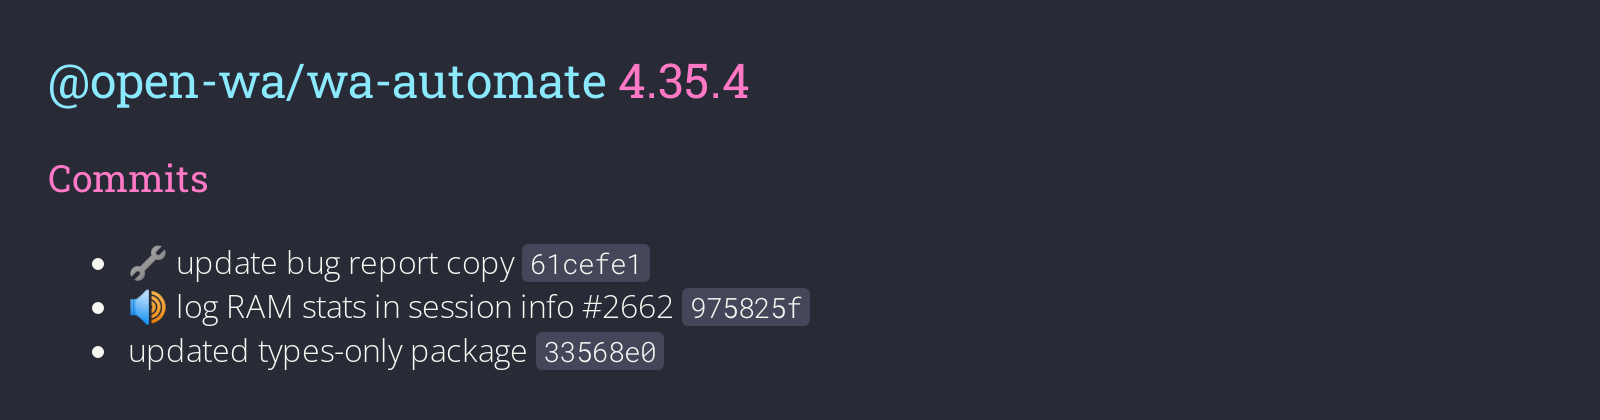 @open-wa/wa-automate 4.35.4
Commits
🔧 update bug report copy 61cefe1
🔊 log RAM stats in session info #2662 975825f
updated types-only package 33568e0